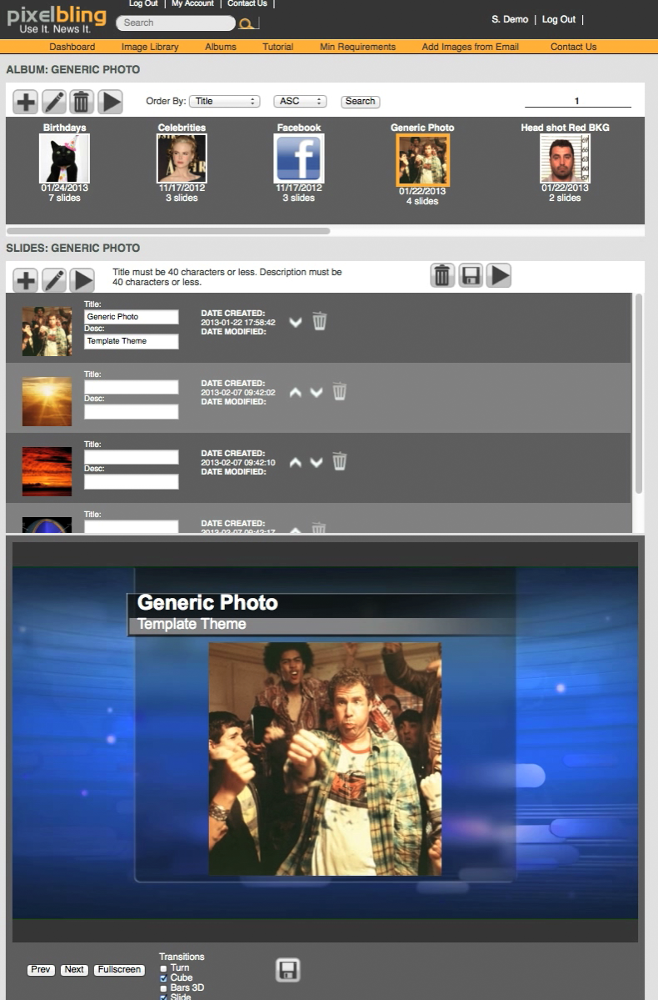 Log Out | My Account | Contact Us |
pixelbling
Use It. News It.
Search
S. Demo | Log Out |
Dashboard Image Library Albums Tutorial Min Requirements Add Images from Email Contact Us
ALBUM: GENERIC PHOTO
Order By: Title ASC Search 1
Birthdays Celebrities Facebook Generic Photo Head shot Red BKG
01/24/2013 11/17/2012 11/17/2012 01/22/2013 01/22/2013
7 slides 3 slides 3 slides 4 slides 2 slides
SLIDES: GENERIC PHOTO
Title must be 40 characters or less. Description must be
40 characters or less.
Title:
Generic Photo
Desc:
Template Theme
DATE CREATED:
2013-01-22 17:58:42
DATE MODIFIED:
Title:
Desc:
DATE CREATED:
2013-02-07 09:42:02
DATE MODIFIED:
Title:
Desc:
DATE CREATED:
2013-02-07 09:42:10
DATE MODIFIED:
Title:
DATE CREATED:
2013-02-07 09:42:17
Generic Photo
Template Theme
Prev Next Fullscreen
Transitions
Turn
Cube
Bars 3D
Slide